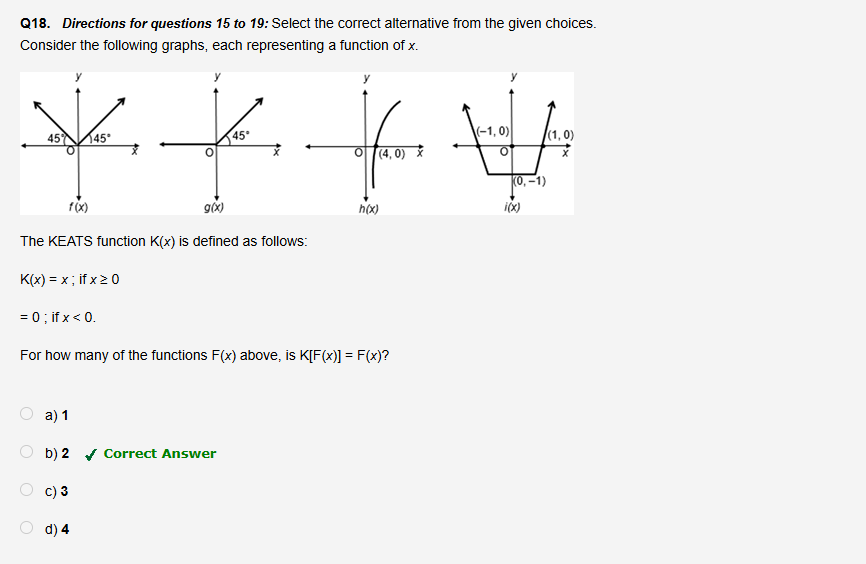 Q18. Directions for questions 15 to 19: Select the correct alternative from the given choices.
Consider the following graphs, each representing a function of x.
y y y y
45° 45° 45° (−1, 0) (1, 0)
O x O x O (4, 0) x O x
(0, −1)
f(x) g(x) h(x) i(x)
The KEATS function K(x) is defined as follows:
K(x) = x ; if x ≥ 0
= 0 ; if x < 0.
For how many of the functions F(x) above, is K[F(x)] = F(x)?
a) 1
b) 2 ✓ Correct Answer
c) 3
d) 4